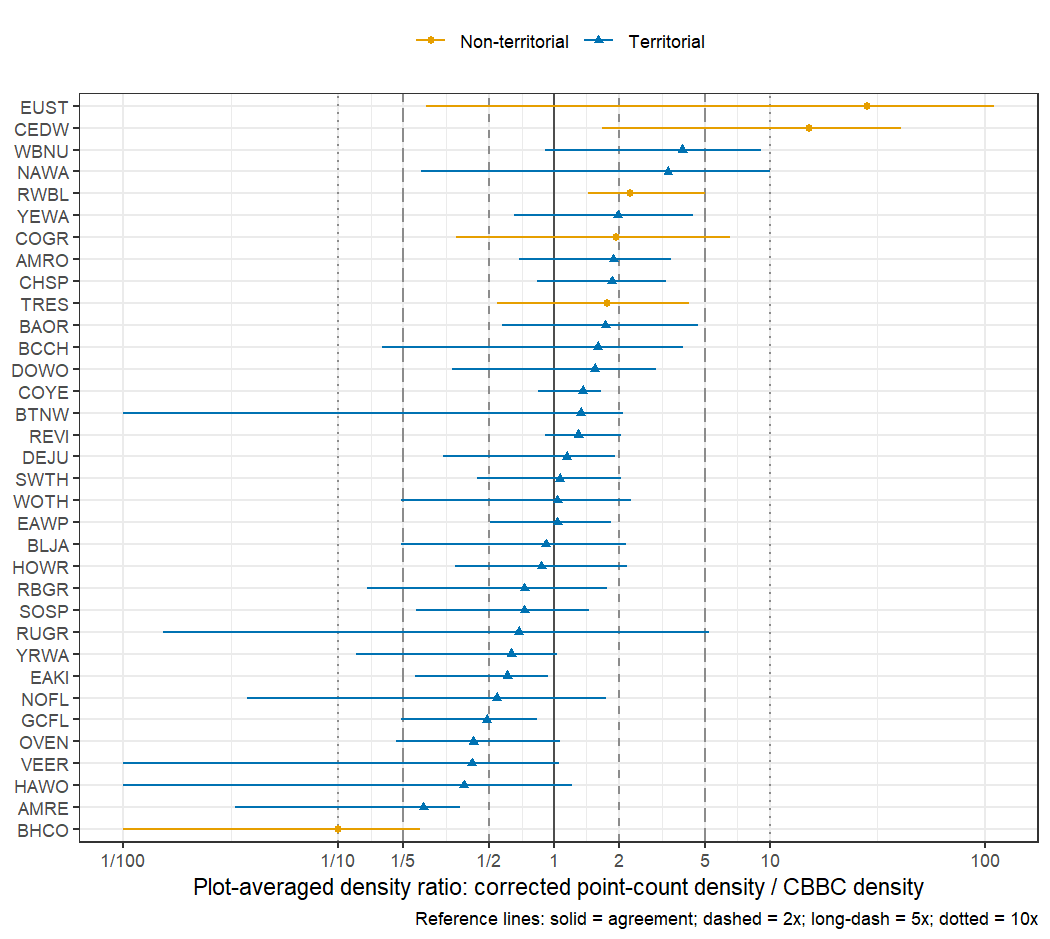 Non-territorial Territorial
EUST
CEDW
WBNU
NAWA
RWBL
YEWA
COGR
AMRO
CHSP
TRES
BAOR
BCCH
DOWO
COYE
BTNW
REVI
DEJU
SWTH
WOTH
EAWP
BLJA
HOWR
RBGR
SOSP
RUGR
YRWA
EAKI
NOFL
GCFL
OVEN
VEER
HAWO
AMRE
BHCO
1/100 1/10 1/5 1/2 1 2 5 10 100
Plot-averaged density ratio: corrected point-count density / CBBC density
Reference lines: solid = agreement; dashed = 2x; long-dash = 5x; dotted = 10x